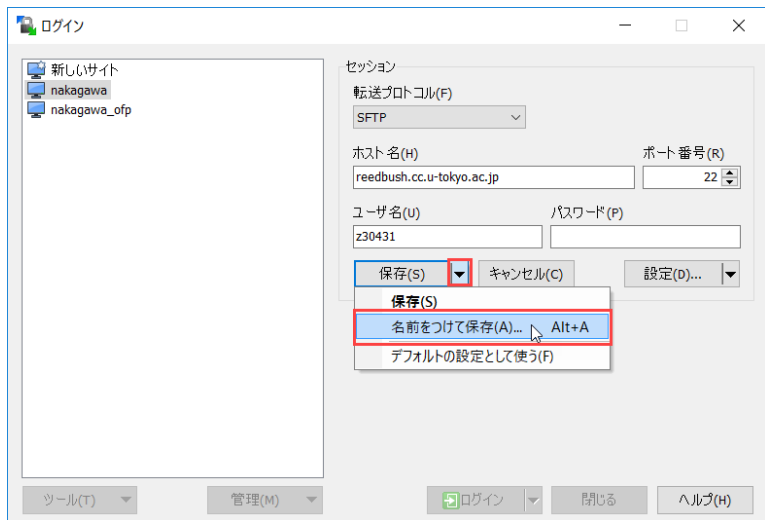 ログイン
新しいサイト
nakagawa
nakagawa_ofp
セッション
転送プロトコル(F)
SFTP
ホスト名(H)
ポート番号(R)
reedbush.cc.u-tokyo.ac.jp
22
ユーザ名(U)
パスワード(P)
z30431
保存(S)
キャンセル(C)
設定(D)...
保存(S)
名前をつけて保存(A)... Alt+A
デフォルトの設定として使う(F)
ツール(T)
管理(M)
ログイン
閉じる
ヘルプ(H)